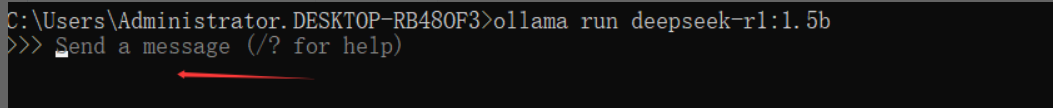 C:\Users\Administrator.DESKTOP-RB480F3>ollama run deepseek-r1:1.5b
>>> Send a message (/? for help)